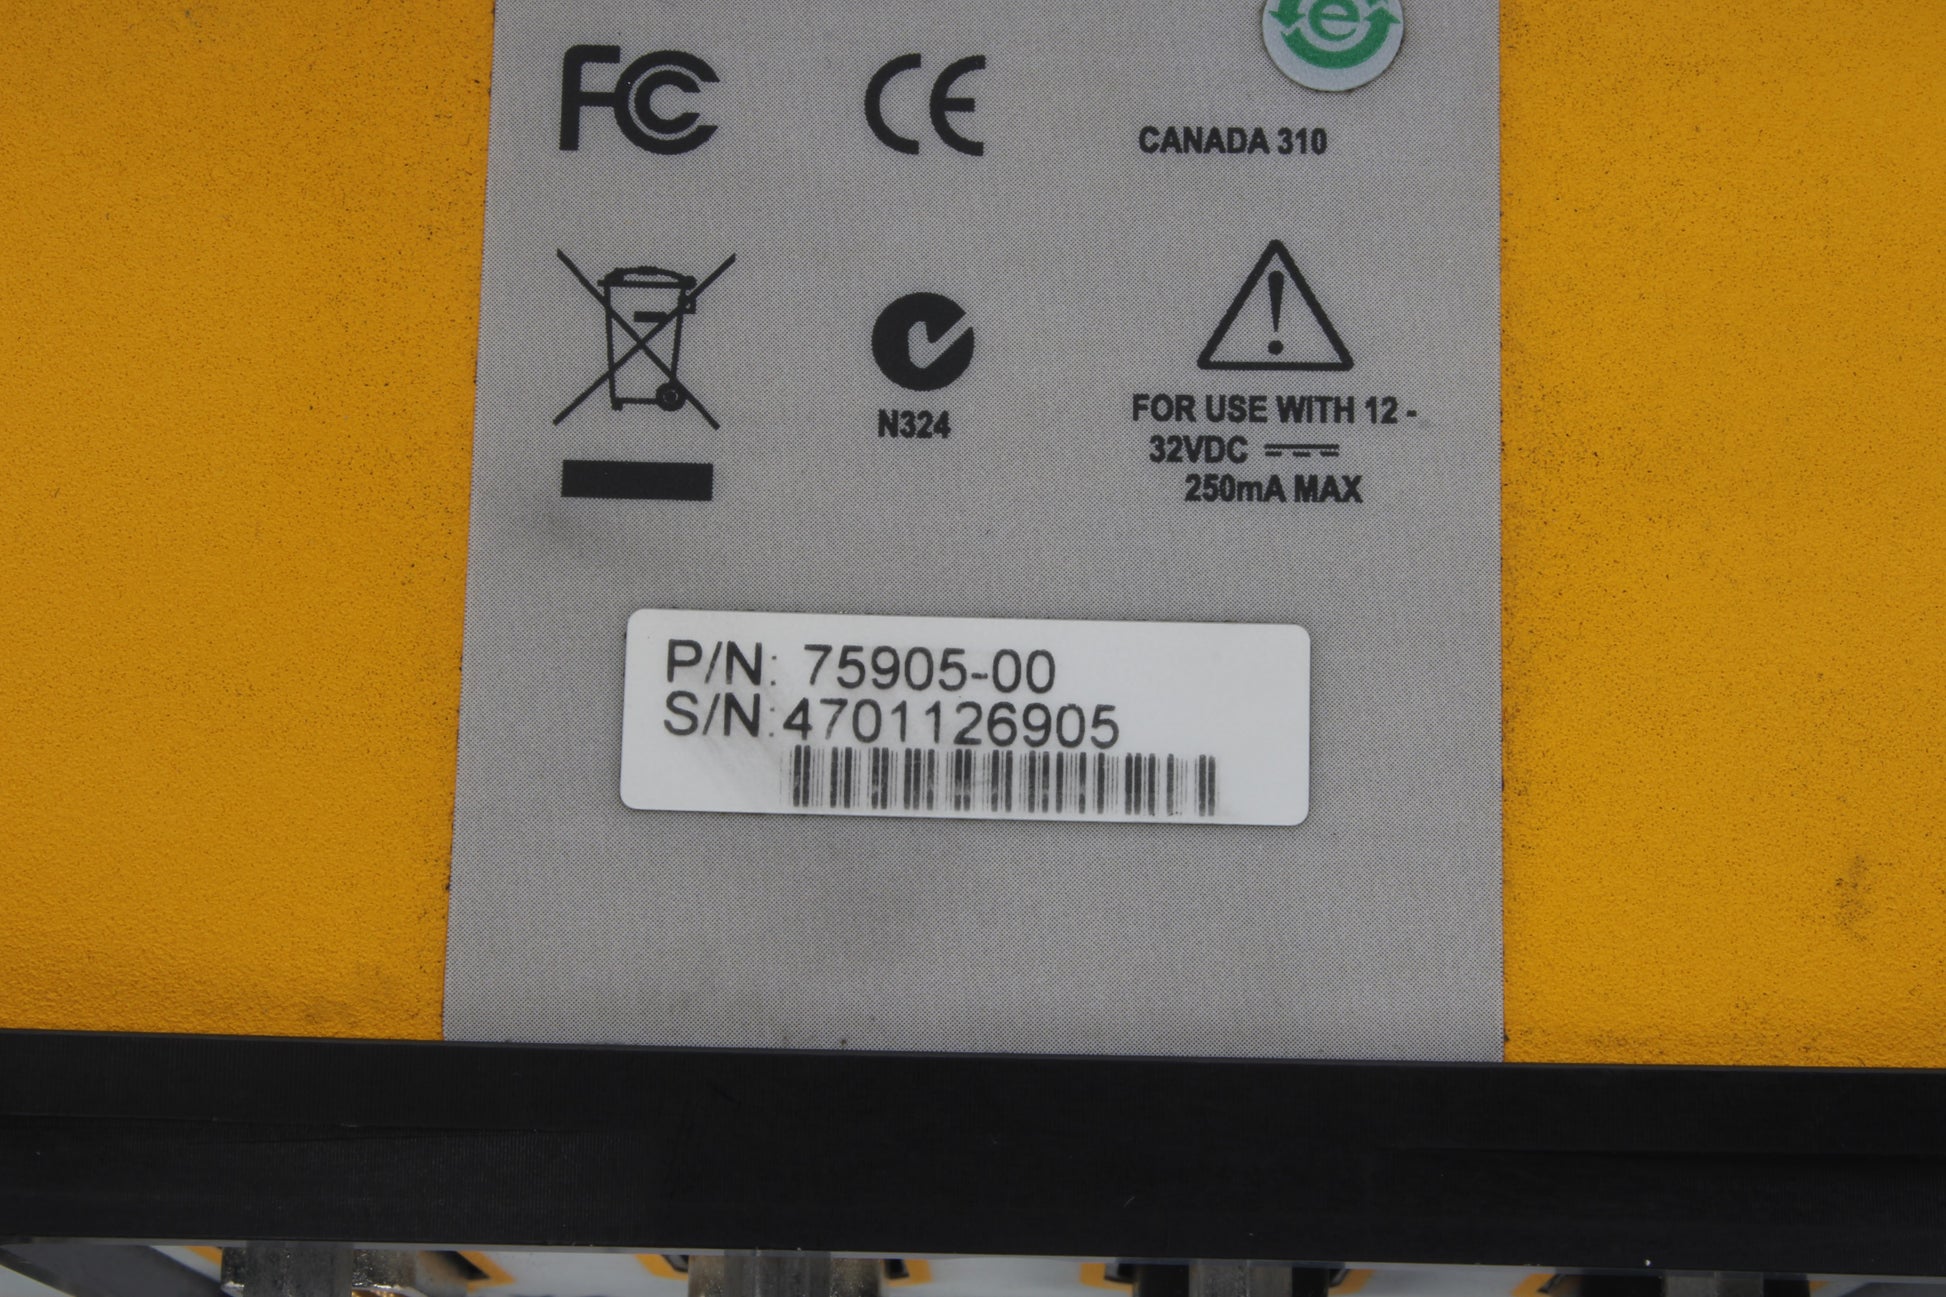 FC
CE
e
CANADA 310
N324
FOR USE WITH 12 -
32VDC
250mA MAX
P/N: 75905-00
S/N:4701126905